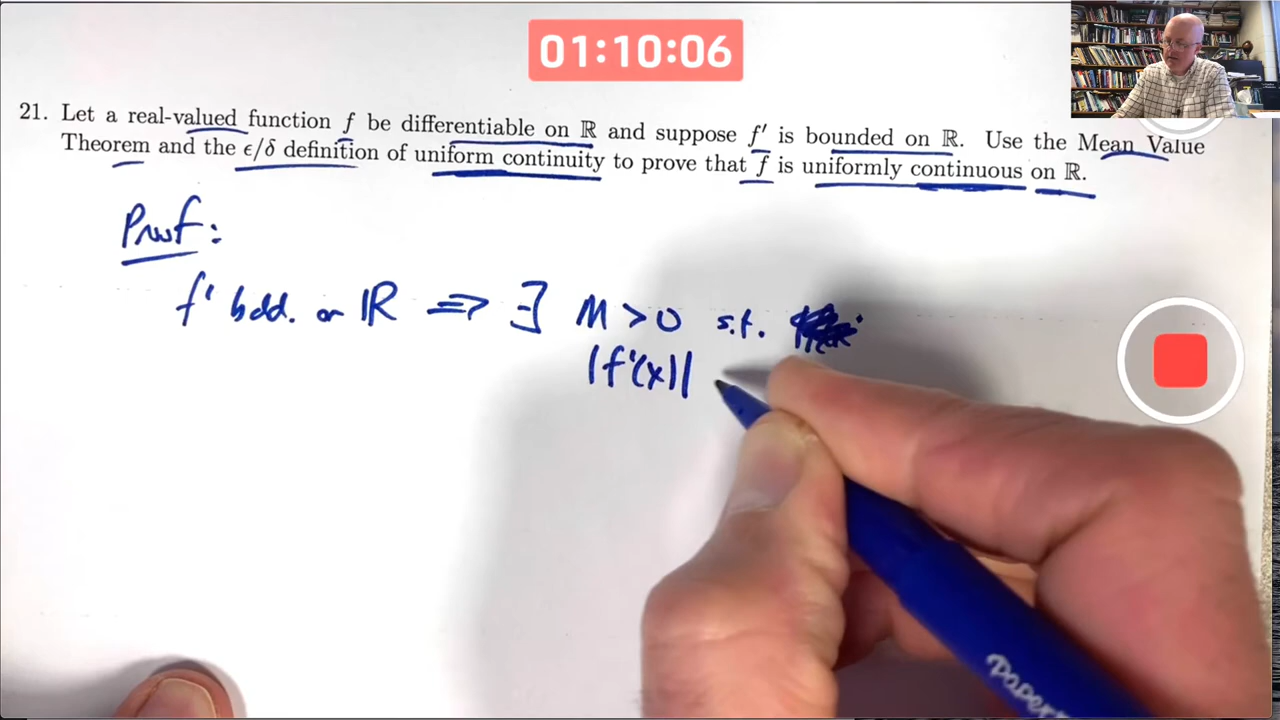 01:10:06
21. Let a real-valued function f be differentiable on ℝ and suppose f′ is bounded on ℝ. Use the Mean Value
Theorem and the ϵ/δ definition of uniform continuity to prove that f is uniformly continuous on ℝ.
Proof:
f' bdd. on ℝ ⇒ ∃ M > 0 s.t.
|f'(x)|
paper